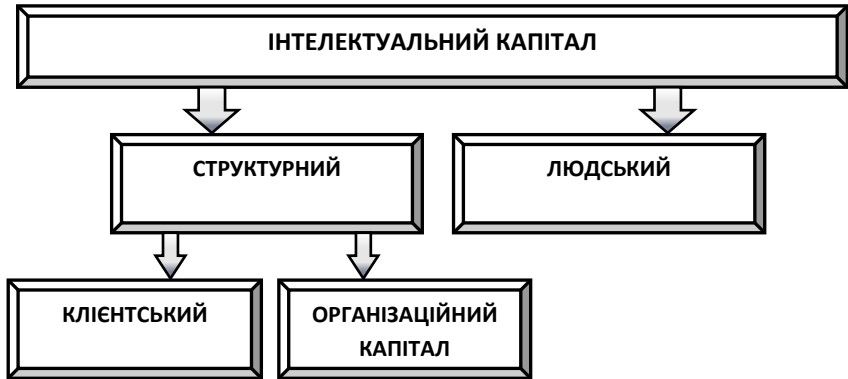 ІНТЕЛЕКТУАЛЬНИЙ КАПІТАЛ
СТРУКТУРНИЙ
ЛЮДСЬКИЙ
КЛІЄНТСЬКИЙ
ОРГАНІЗАЦІЙНИЙ
КАПІТАЛ